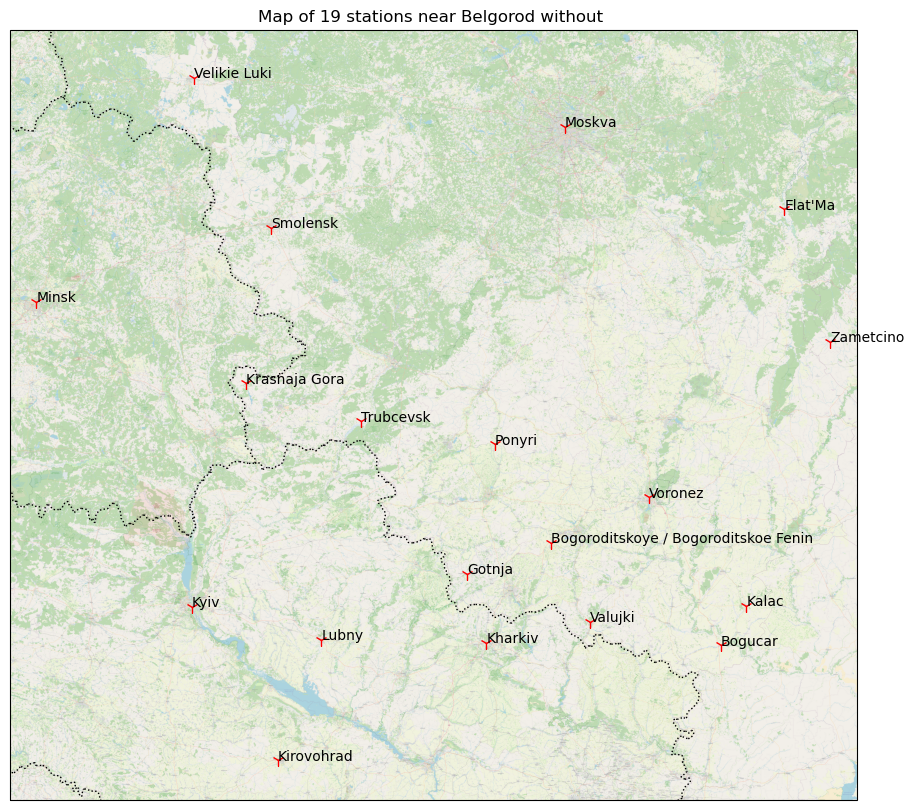 Map of 19 stations near Belgorod without
Velikie Luki
Moskva
Elat'Ma
Smolensk
Minsk
Zametcino
Krasnaja Gora
Trubcevsk
Ponyri
Voronez
Bogoroditskoye / Bogoroditskoe Fenin
Gotnja
Kyiv
Kalac
Valujki
Lubny
Kharkiv
Bogucar
Kirovohrad